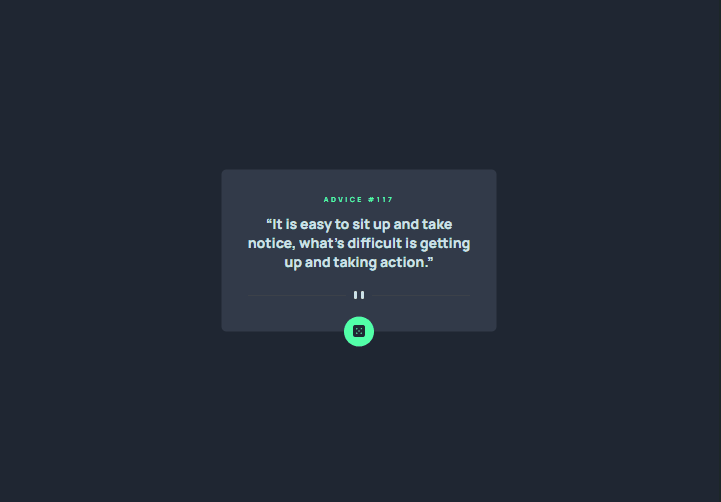 ADVICE #117
“It is easy to sit up and take
notice, what’s difficult is getting
up and taking action.”